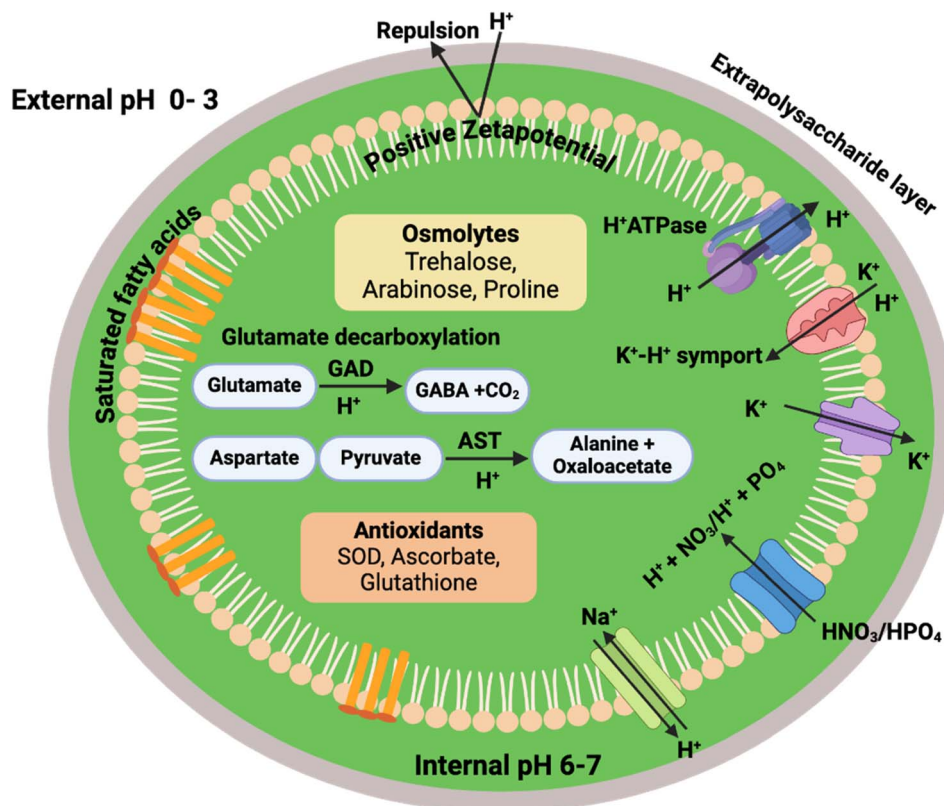 Repulsion
H⁺
External pH 0- 3
Extrapolysaccharide layer
Positive Zetapotential
Saturated fatty acids
Osmolytes
Trehalose,
Arabinose, Proline
H⁺ATPase
H⁺
H⁺
K⁺
H⁺
K⁺-H⁺ symport
Glutamate decarboxylation
Glutamate
GAD
H⁺
GABA +CO₂
K⁺
K⁺
Aspartate
Pyruvate
AST
H⁺
Alanine +
Oxaloacetate
Antioxidants
SOD, Ascorbate,
Glutathione
H⁺ + NO₃/H⁺ + PO₄
HNO₃/HPO₄
Na⁺
H⁺
Internal pH 6-7